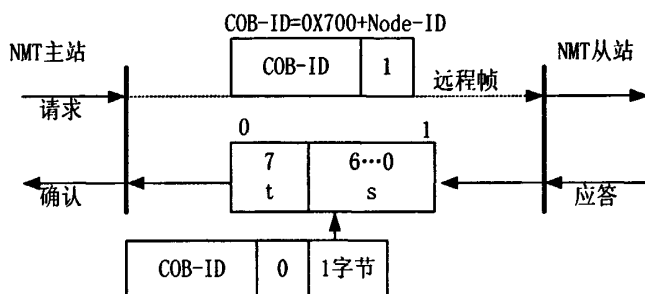 COB-ID=0X700+Node-ID
NMT主站
COB-ID 1
NMT从站
请求
远程帧
0 1
7 6…0
t s
确认
应答
COB-ID 0 1字节